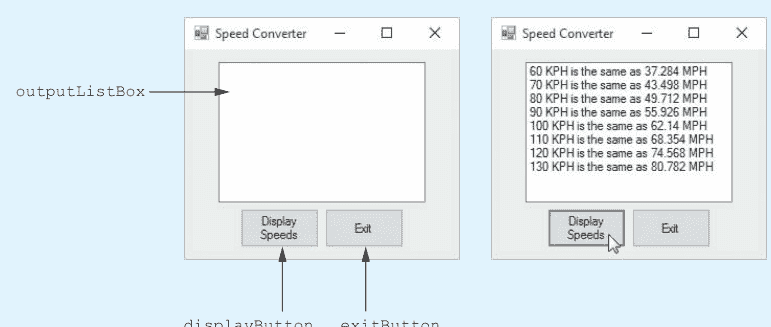 Speed Converter
outputListBox
Display
Speeds
Exit
displayButton
exitButton
Speed Converter
60 KPH is the same as 37.284 MPH
70 KPH is the same as 43.498 MPH
80 KPH is the same as 49.712 MPH
90 KPH is the same as 55.926 MPH
100 KPH is the same as 62.14 MPH
110 KPH is the same as 68.354 MPH
120 KPH is the same as 74.568 MPH
130 KPH is the same as 80.782 MPH
Display
Speeds
Exit